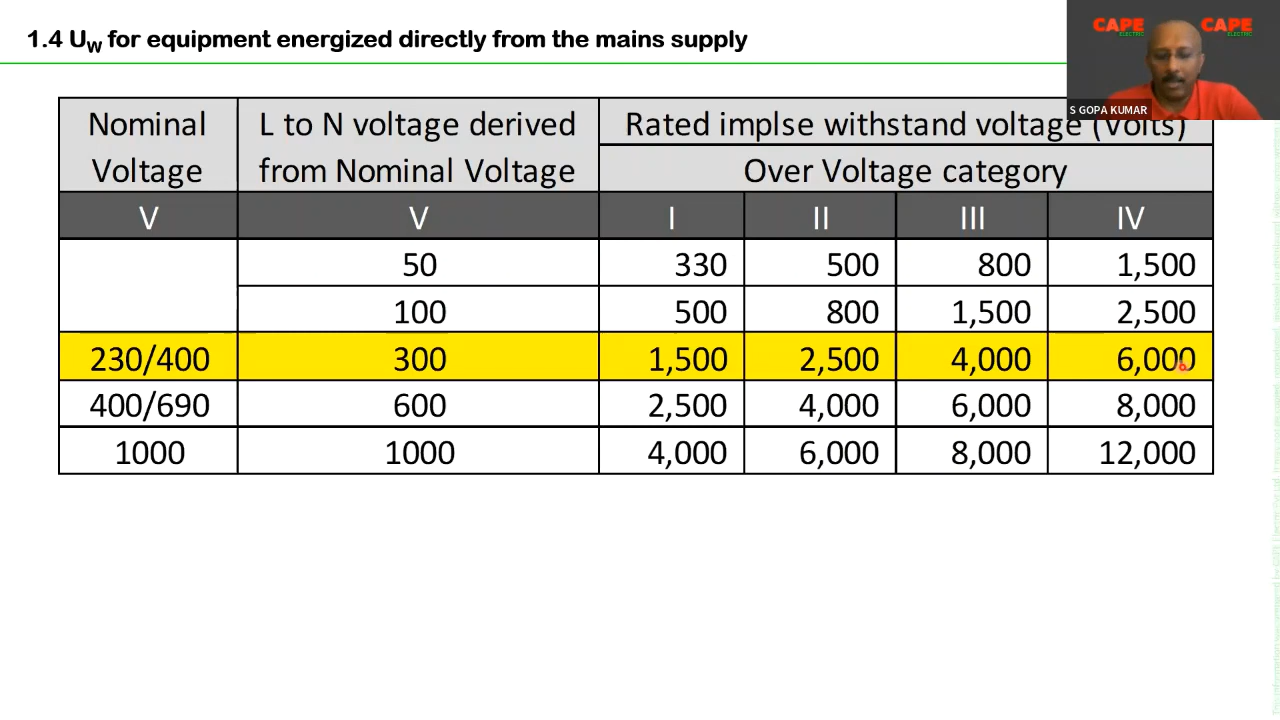 1.4 UW for equipment energized directly from the mains supply
CAPE ELECTRIC CAPE ELECTRIC
S GOPA KUMAR
Nominal Voltage L to N voltage derived from Nominal Voltage Rated implse withstand voltage (Volts)
Over Voltage category
V V I II III IV
50 330 500 800 1,500
100 500 800 1,500 2,500
230/400 300 1,500 2,500 4,000 6,000
400/690 600 2,500 4,000 6,000 8,000
1000 1000 4,000 6,000 8,000 12,000